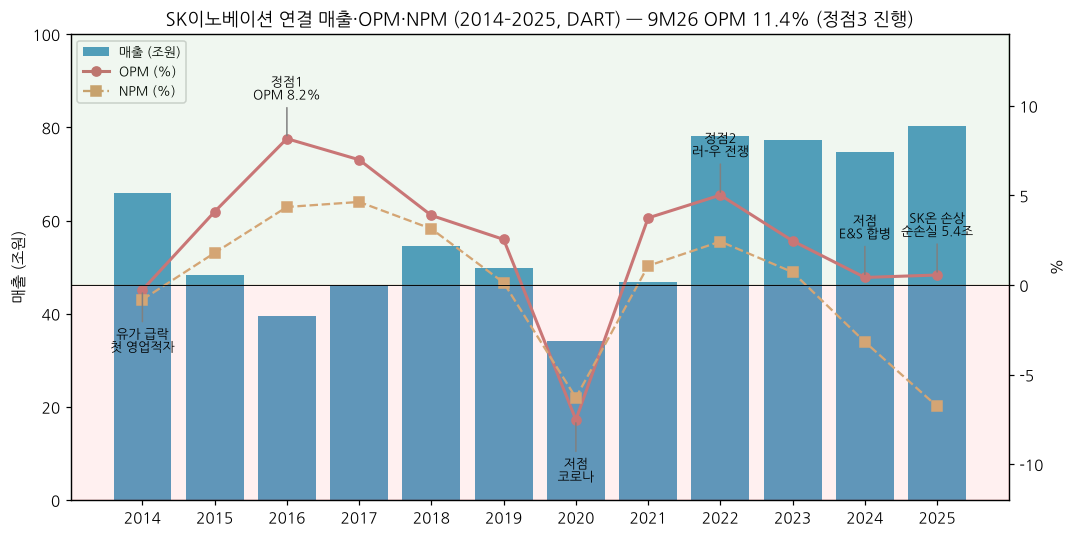 SK이노베이션 연결 매출·OPM·NPM (2014-2025, DART) — 9M26 OPM 11.4% (정점3 진행)
매출 (조원)
OPM (%)
NPM (%)
정점1
OPM 8.2%
정점2
러-우 전쟁
저점
E&S 합병
SK온 손상
순손실 5.4조
유가 급락
첫 영업적자
저점
코로나
매출 (조원)
100
80
60
40
20
0
%
10
5
0
-5
-10
2014
2015
2016
2017
2018
2019
2020
2021
2022
2023
2024
2025